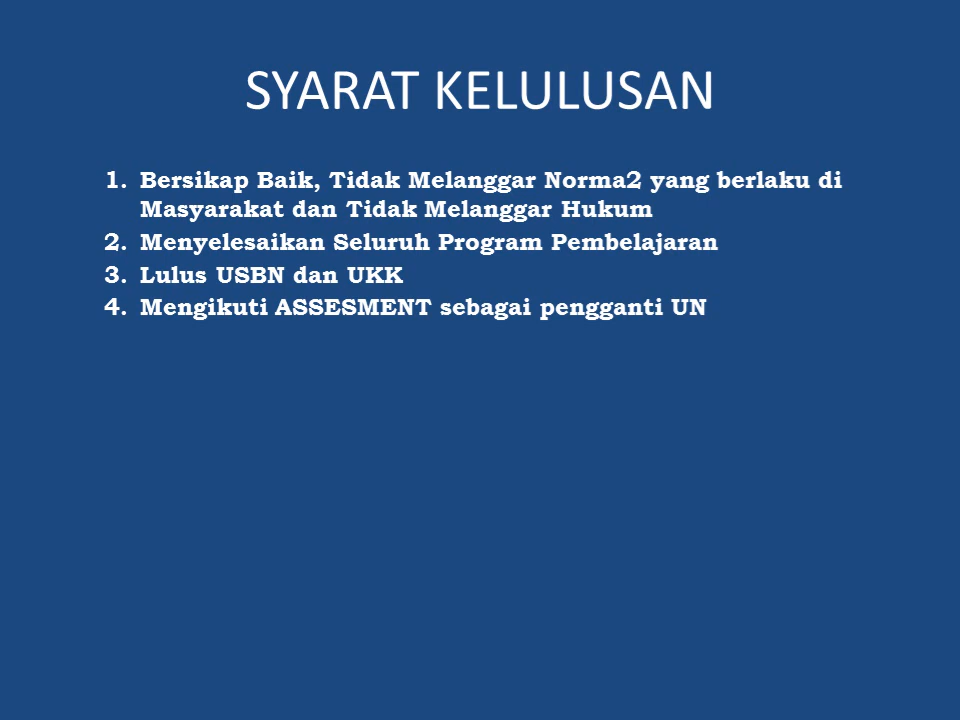 SYARAT KELULUSAN
1. Bersikap Baik, Tidak Melanggar Norma2 yang berlaku di
Masyarakat dan Tidak Melanggar Hukum
2. Menyelesaikan Seluruh Program Pembelajaran
3. Lulus USBN dan UKK
4. Mengikuti ASSESMENT sebagai pengganti UN